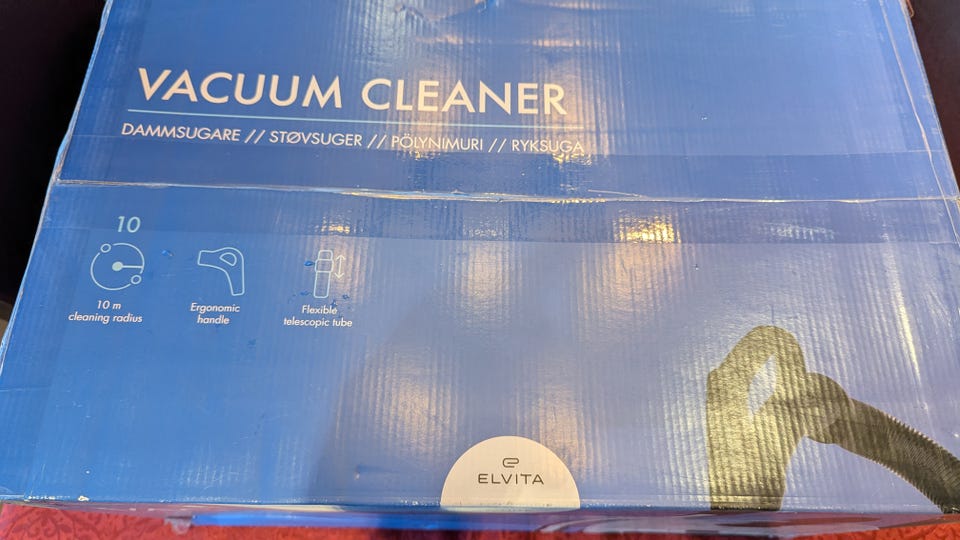 VACUUM CLEANER
DAMMSUGARE // STØVSUGER // PÖLYNIMURI // RYKSUGA
10
10 m
cleaning radius
Ergonomic
handle
Flexible
telescopic tube
ELVITA